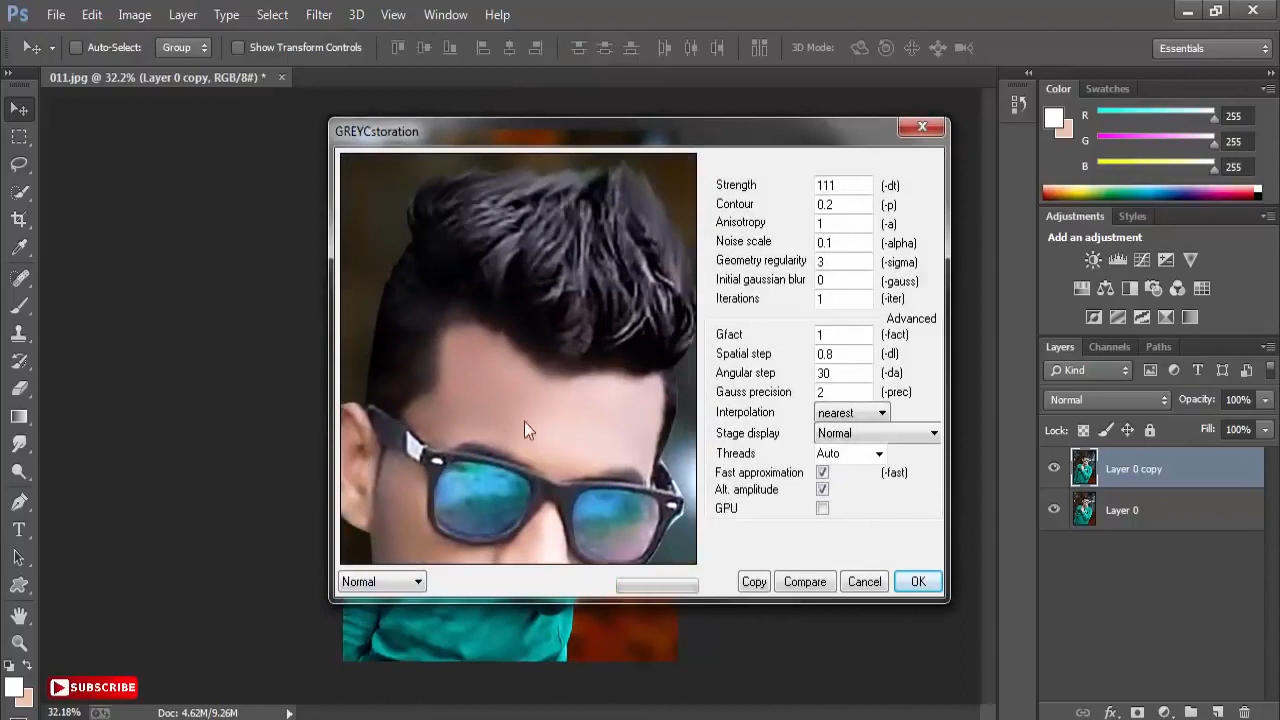 Ps File Edit Image Layer Type Select Filter 3D View Window Help
Auto-Select: Group Show Transform Controls 3D Mode: Essentials
011.jpg @ 32.2% (Layer 0 copy, RGB/8#) * ×
GREYCstoration
Strength 111 (-dt)
Contour 0.2 (-p)
Anisotropy 1 (-a)
Noise scale 0.1 (-alpha)
Geometry regularity 3 (-sigma)
Initial gaussian blur 0 (-gauss)
Iterations 1 (-iter)
Advanced
Gfact 1 (-fact)
Spatial step 0.8 (-dl)
Angular step 30 (-da)
Gauss precision 2 (-prec)
Interpolation nearest
Stage display Normal
Threads Auto
Fast approximation (-fast)
Alt. amplitude
GPU
Normal Copy Compare Cancel OK
Color Swatches
R 255
G 255
B 255
Adjustments Styles
Add an adjustment
Layers Channels Paths
Kind
Normal Opacity: 100%
Lock: Fill: 100%
Layer 0 copy
Layer 0
SUBSCRIBE
32.18% Doc: 4.62M/9.26M